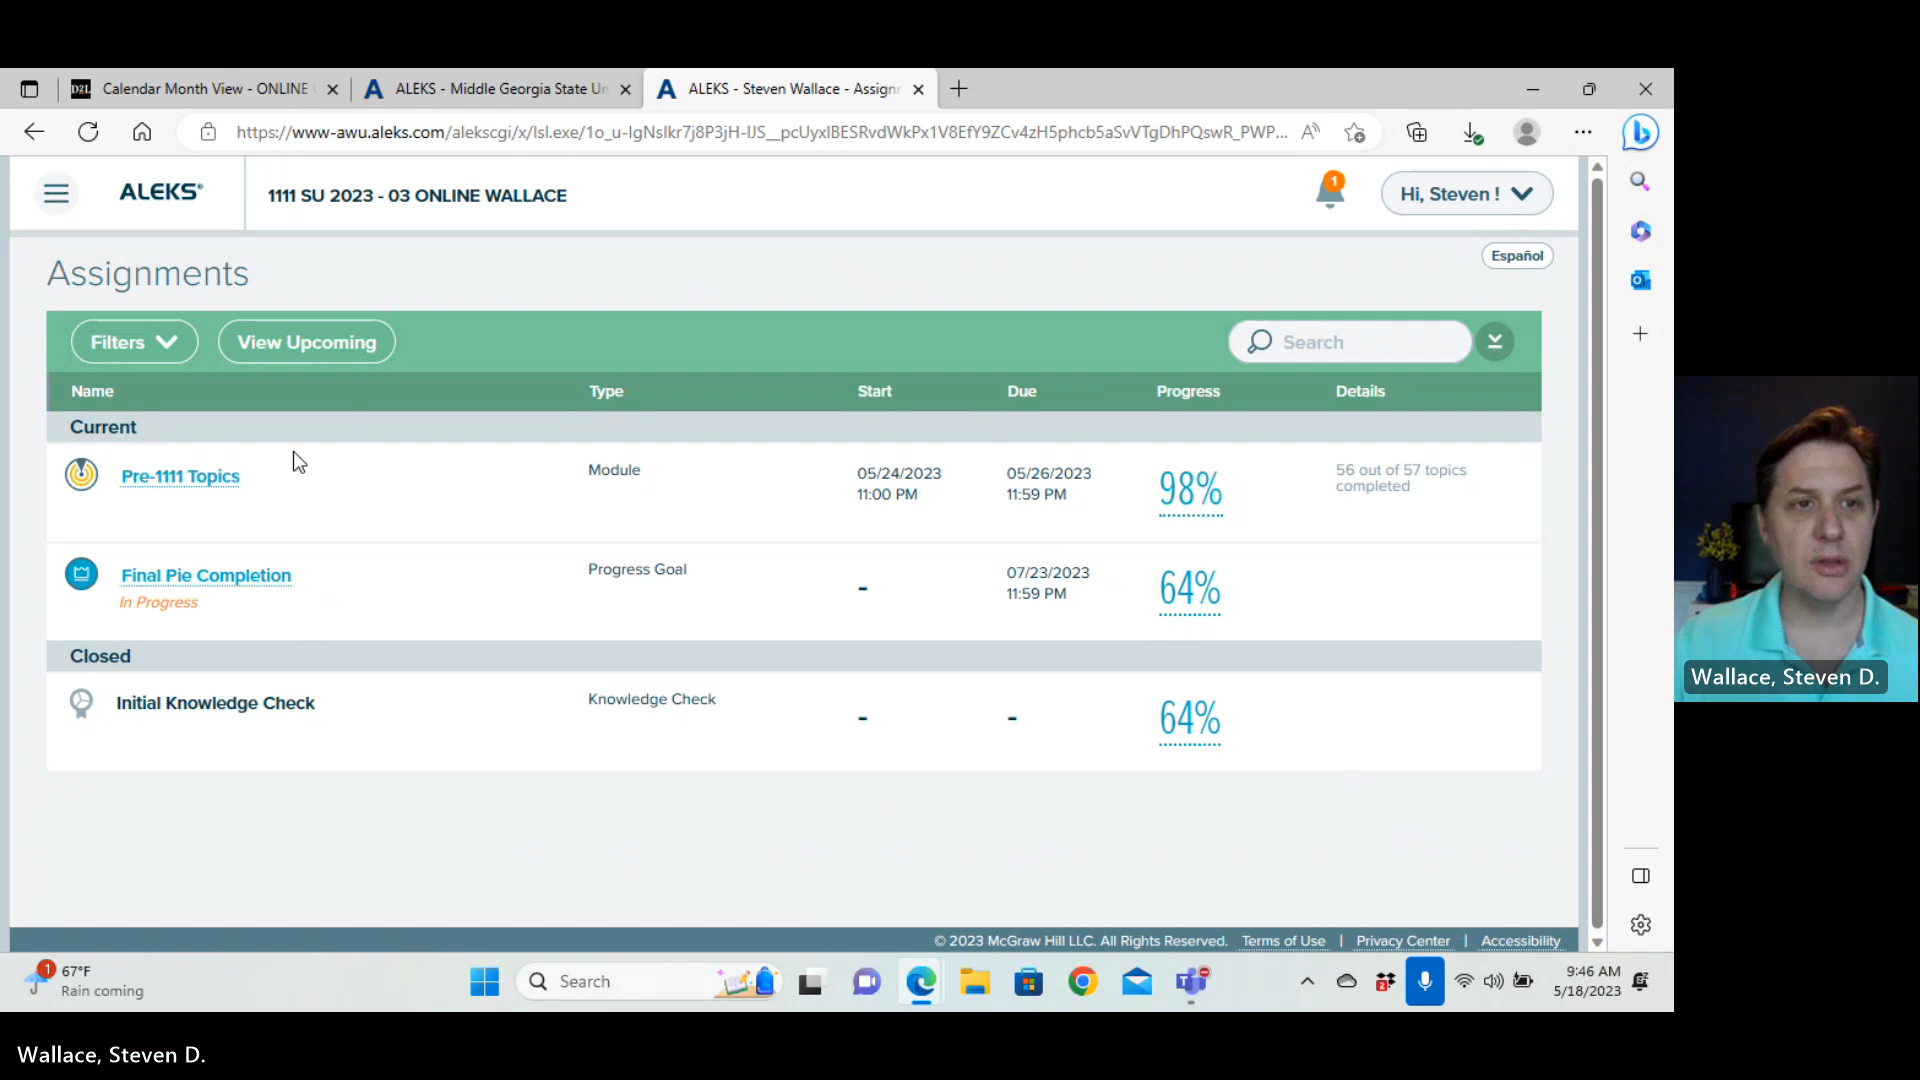 D2L Calendar Month View - ONLINE
A ALEKS - Middle Georgia State Un
A ALEKS - Steven Wallace - Assignm
https://www-awu.aleks.com/alekscgi/x/Isl.exe/1o_u-IgNsIkr7j8P3jH-IJS__pcUyxIBESRvdWkPx1V8EfY9ZCv4zH5phcb5aSvVTgDhPQswR_PWP...
ALEKS®
1111 SU 2023 - 03 ONLINE WALLACE
1
Hi, Steven !
Español
Assignments
Filters
View Upcoming
Search
Name Type Start Due Progress Details
Current
Pre-1111 Topics
Module
05/24/2023
11:00 PM
05/26/2023
11:59 PM
98%
56 out of 57 topics
completed
Final Pie Completion
In Progress
Progress Goal
-
07/23/2023
11:59 PM
64%
Closed
Initial Knowledge Check
Knowledge Check
-
-
64%
© 2023 McGraw Hill LLC. All Rights Reserved. Terms of Use | Privacy Center | Accessibility
Wallace, Steven D.
1
67°F
Rain coming
Search
2
9:46 AM
5/18/2023
Wallace, Steven D.